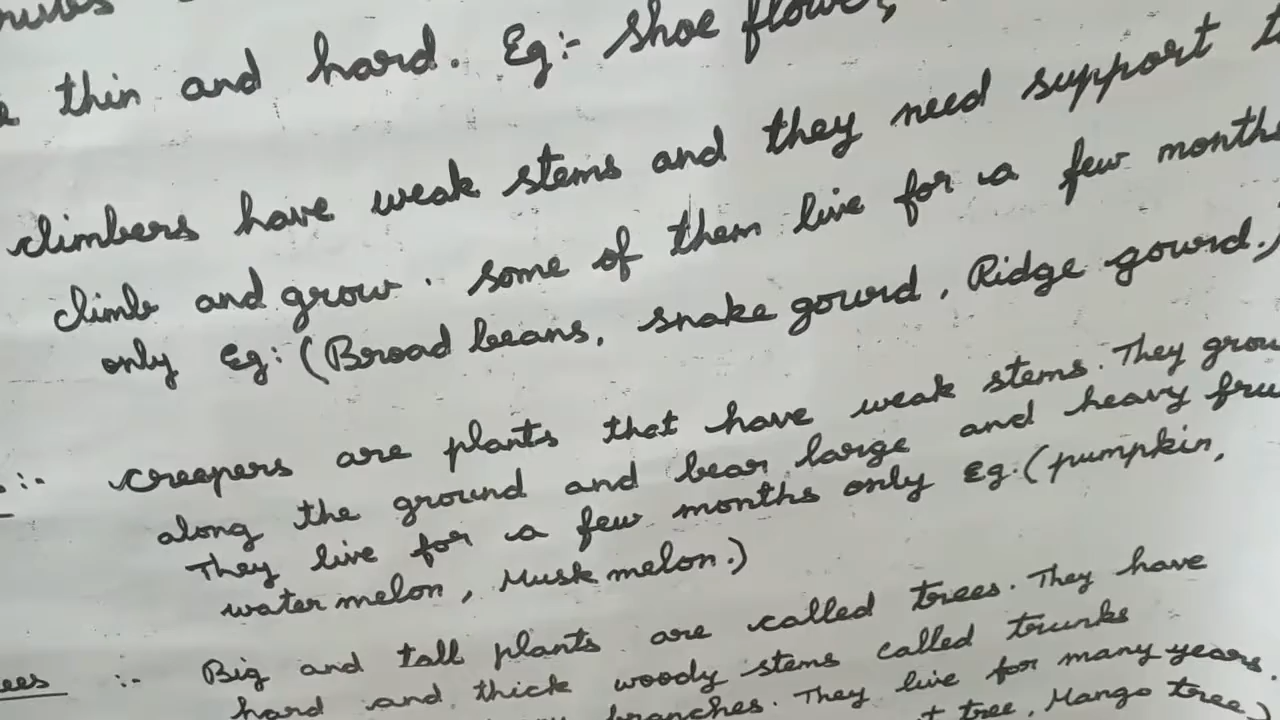 thin and hard. Eg:- Shoe flower,
climbers have weak stems and they need support
climb and grow. some of them live for a few months
only Eg: (Broad beans, snake gourd, Ridge gourd.)
:- creepers are plants that have weak stems. They grow
along the ground and bear large and heavy
They live for a few months only Eg. (pumpkin,
water melon, Musk melon.)
:- Big and tall plants are called trees. They have
hard and thick woody stems called trunks
branches. They live for many years.
tree, Mango tree)